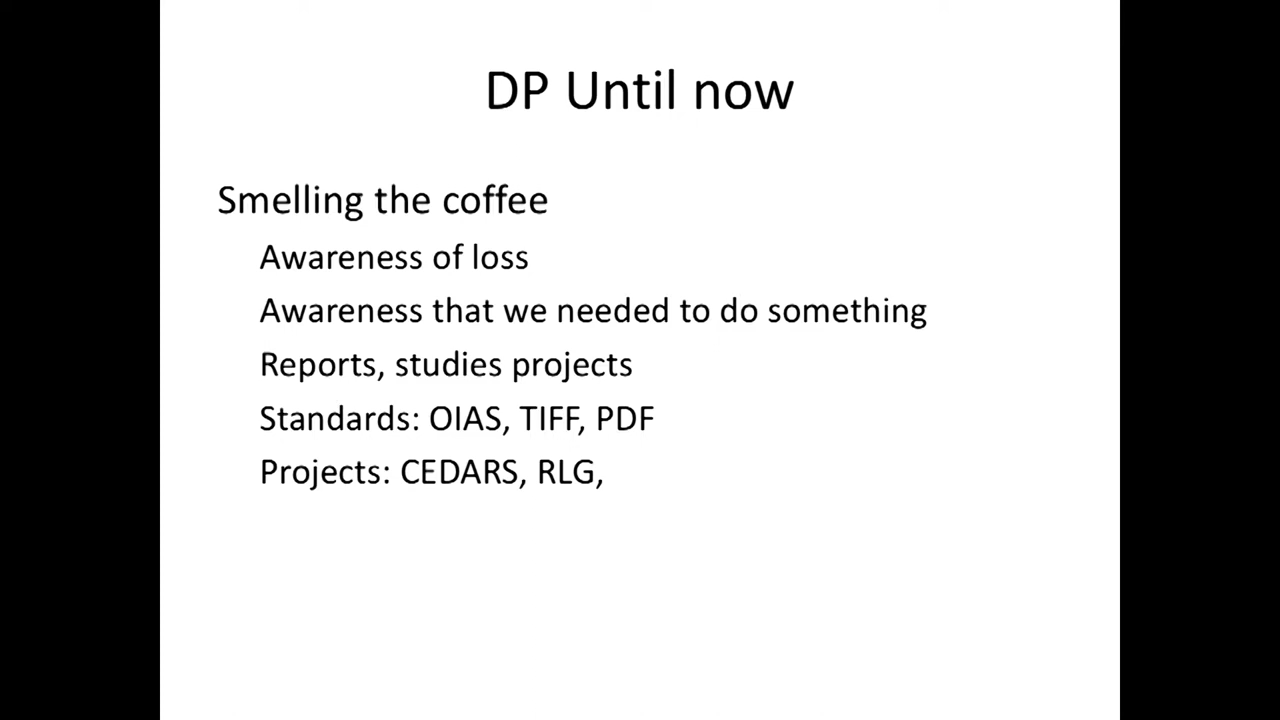 DP Until now
Smelling the coffee
Awareness of loss
Awareness that we needed to do something
Reports, studies projects
Standards: OIAS, TIFF, PDF
Projects: CEDARS, RLG,